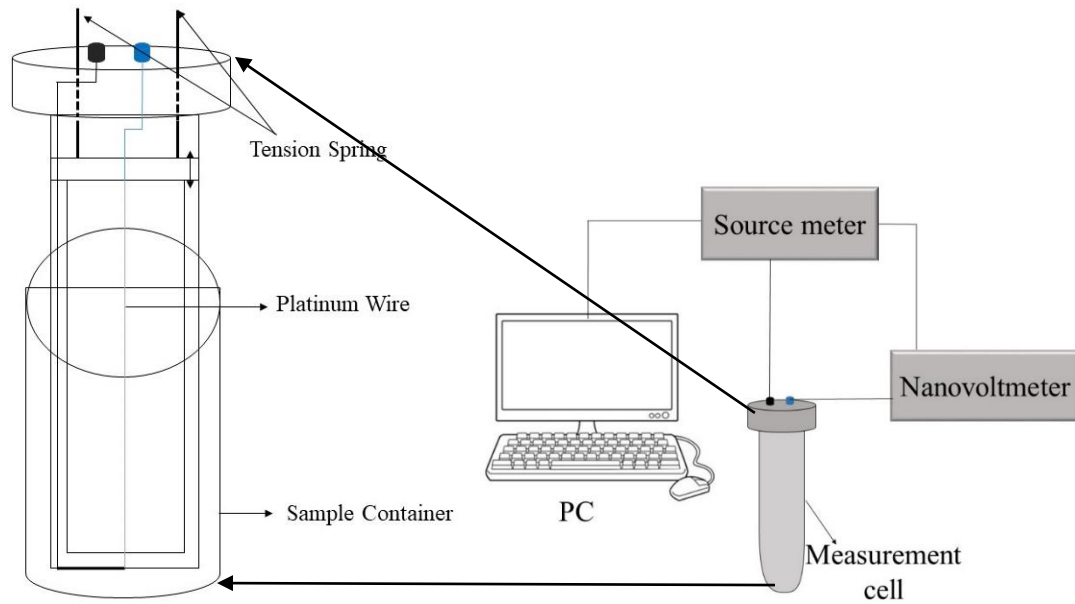 Tension Spring
Source meter
Platinum Wire
Nanovoltmeter
Sample Container
PC
Measurement
cell